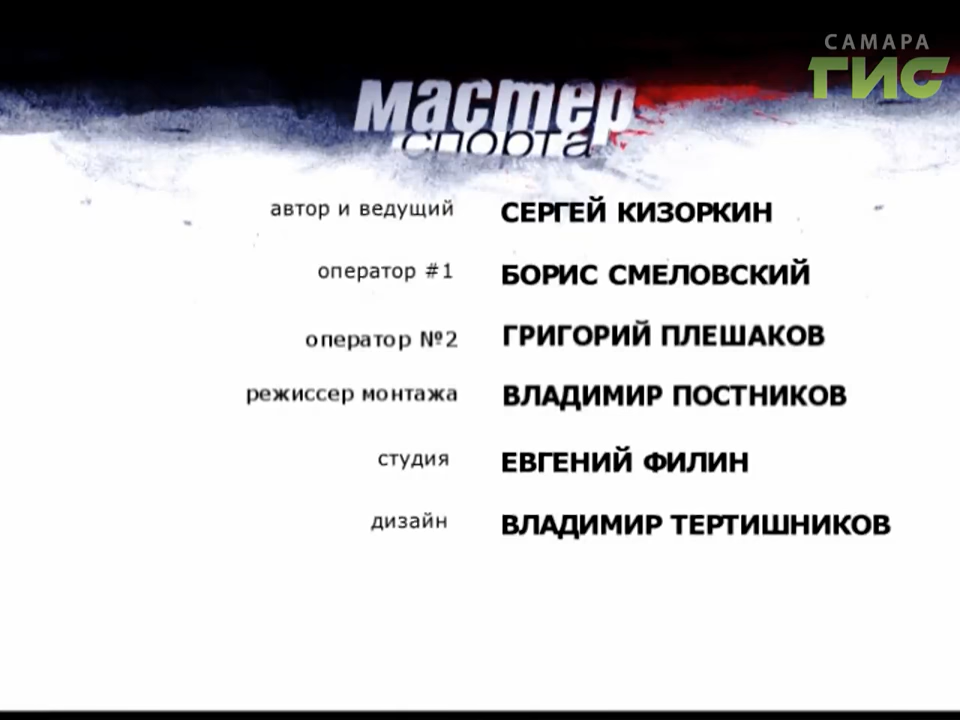 САМАРА
ГИС
мастер
спорта
автор и ведущий СЕРГЕЙ КИЗОРКИН
оператор #1 БОРИС СМЕЛОВСКИЙ
оператор №2 ГРИГОРИЙ ПЛЕШАКОВ
режиссер монтажа ВЛАДИМИР ПОСТНИКОВ
студия ЕВГЕНИЙ ФИЛИН
дизайн ВЛАДИМИР ТЕРТИШНИКОВ